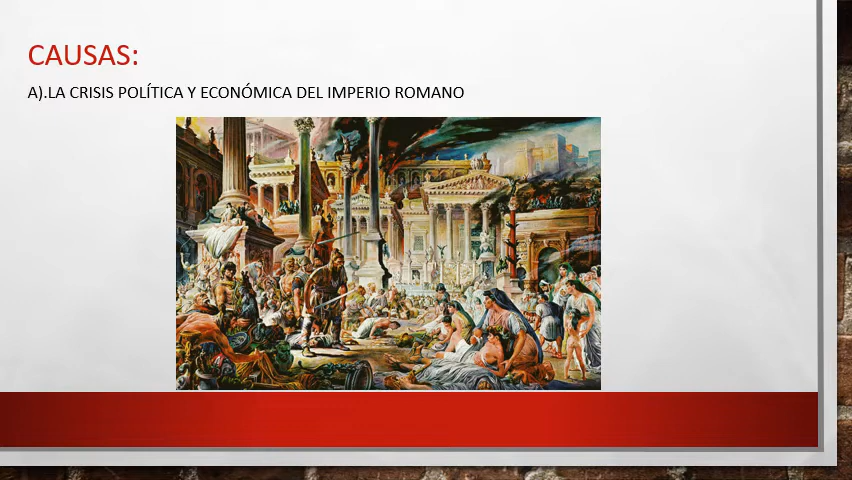 CAUSAS:
A).LA CRISIS POLÍTICA Y ECONÓMICA DEL IMPERIO ROMANO